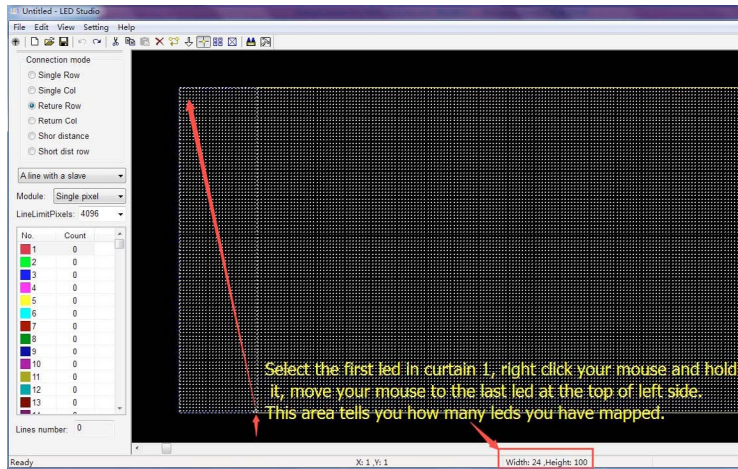 Untitled - LED Studio
File Edit View Setting Help
Connection mode
Single Row
Single Col
Reture Row
Return Col
Shor distance
Short dist row
A line with a slave
Module: Single pixel
LineLimitPixels: 4096
No. Count
1 0
2 0
3 0
4 0
5 0
6 0
7 0
8 0
9 0
10 0
11 0
12 0
13 0
Lines number: 0
Select the first led in curtain 1, right click your mouse and hold
it, move your mouse to the last led at the top of left side.
This area tells you how many leds you have mapped.
Ready X: 1 ,Y: 1 Width: 24 ,Height: 100